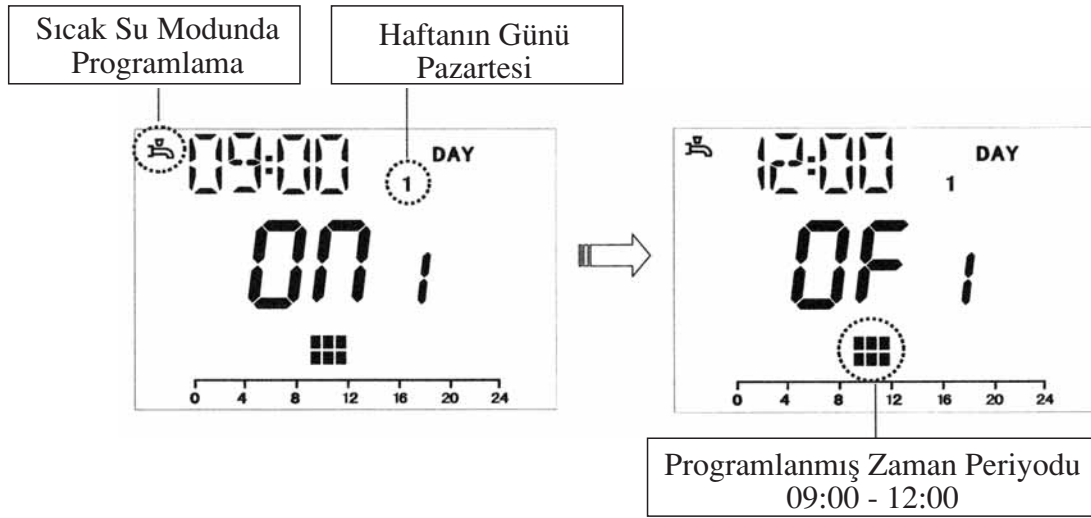 Sıcak Su Modunda
Programlama
Haftanın Günü
Pazartesi
09:00 DAY
1
ON 1
0 4 8 12 16 20 24
12:00 DAY
1
OF 1
0 4 8 12 16 20 24
Programlanmış Zaman Periyodu
09:00 - 12:00